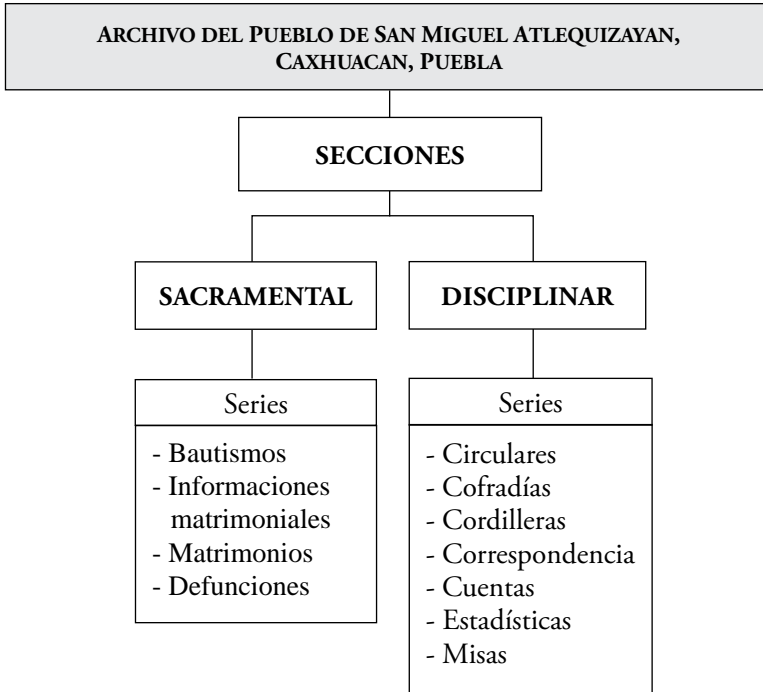 ARCHIVO DEL PUEBLO DE SAN MIGUEL ATLEQUIZAYAN,
CAXHUACAN, PUEBLA
SECCIONES
SACRAMENTAL
Series
- Bautismos
- Informaciones
matrimoniales
- Matrimonios
- Defunciones
DISCIPLINAR
Series
- Circulares
- Cofradías
- Cordilleras
- Correspondencia
- Cuentas
- Estadísticas
- Misas